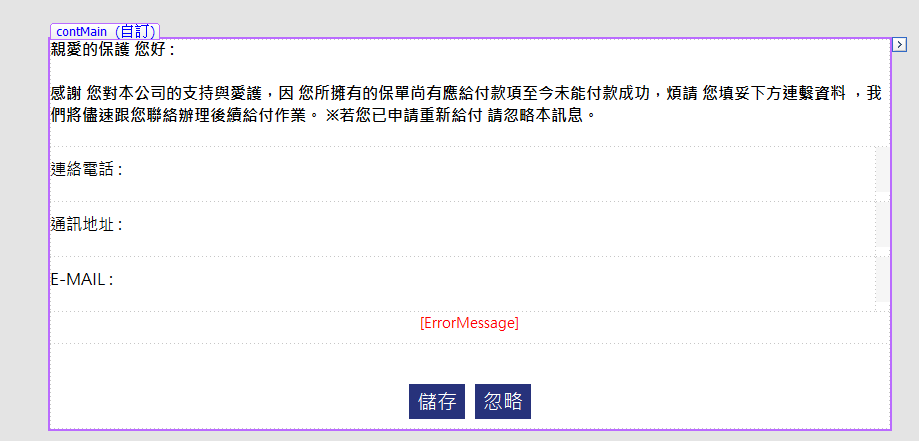 contMain (自訂)
親愛的保護 您好 :
感謝 您對本公司的支持與愛護，因 您所擁有的保單尚有應給付款項至今未能付款成功，煩請 您填妥下方連繫資料 ，我
們將儘速跟您聯絡辦理後續給付作業。 ※若您已申請重新給付 請忽略本訊息。
連絡電話 :
通訊地址 :
E-MAIL :
[ErrorMessage]
儲存 忽略